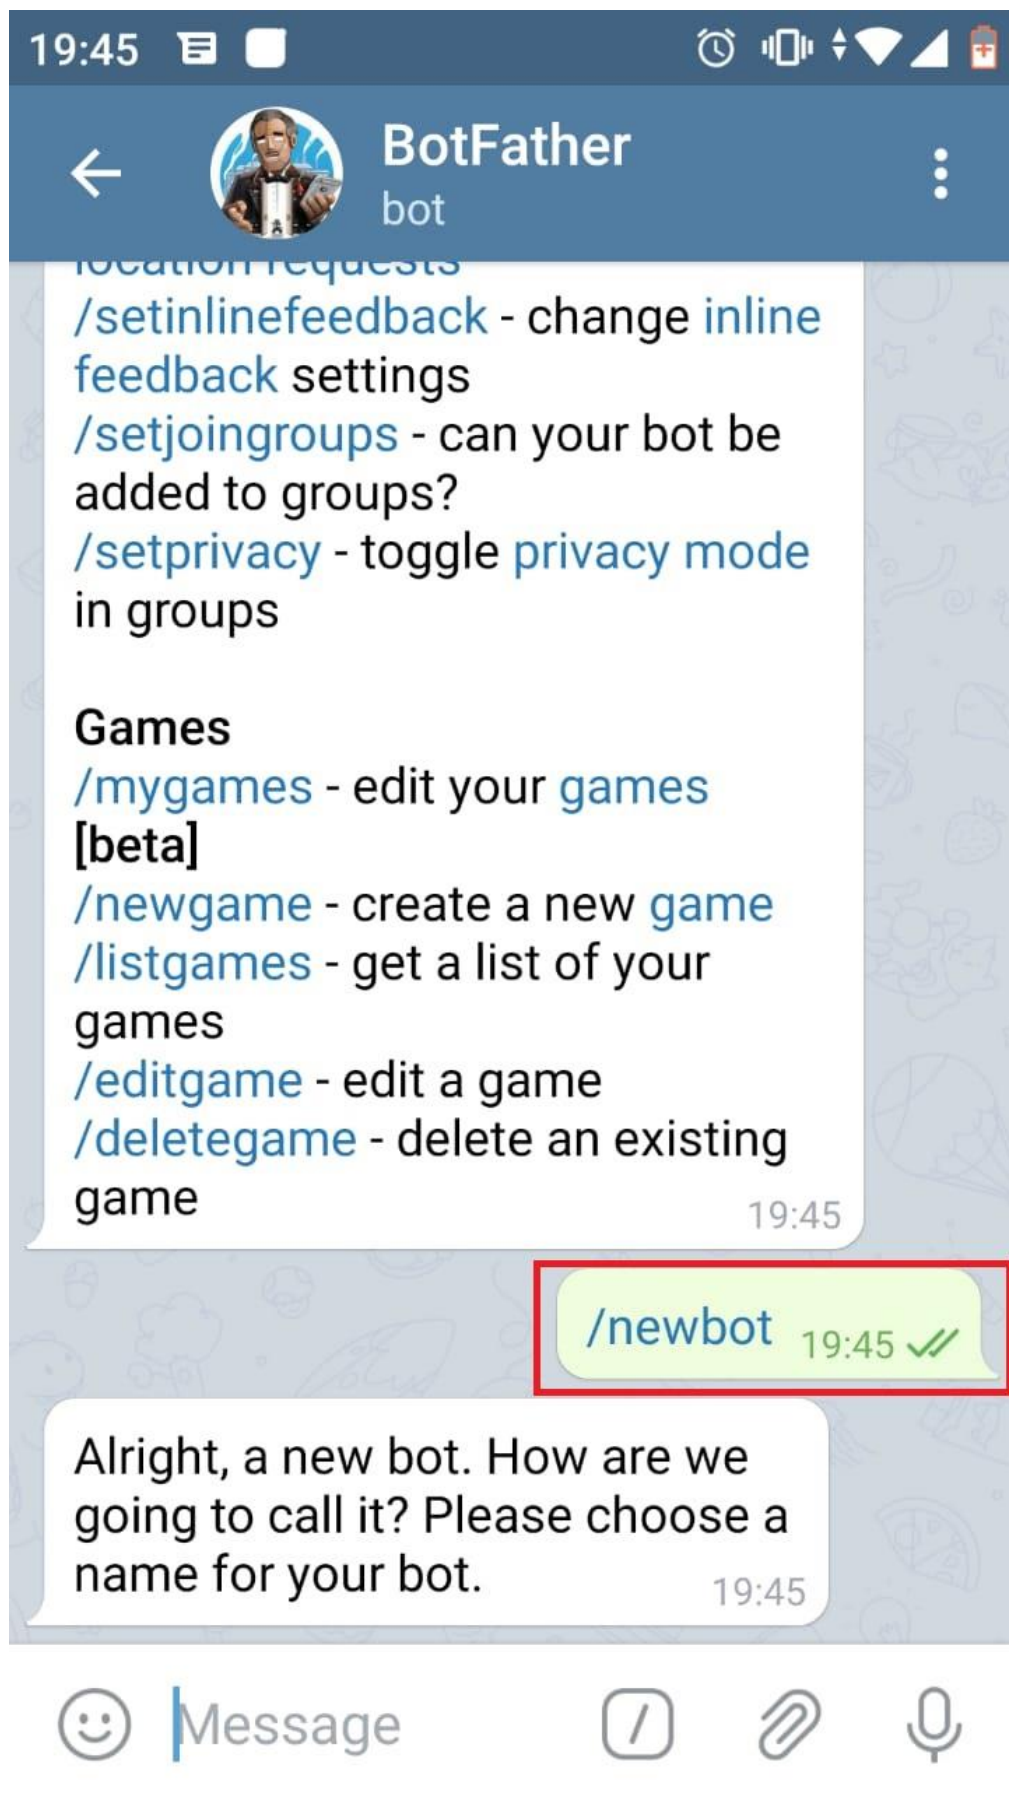 19:45
BotFather
bot
location requests
/setinlinefeedback - change inline
feedback settings
/setjoingroups - can your bot be
added to groups?
/setprivacy - toggle privacy mode
in groups
Games
/mygames - edit your games
[beta]
/newgame - create a new game
/listgames - get a list of your
games
/editgame - edit a game
/deletegame - delete an existing
game
19:45
/newbot 19:45
Alright, a new bot. How are we
going to call it? Please choose a
name for your bot.
19:45
Message